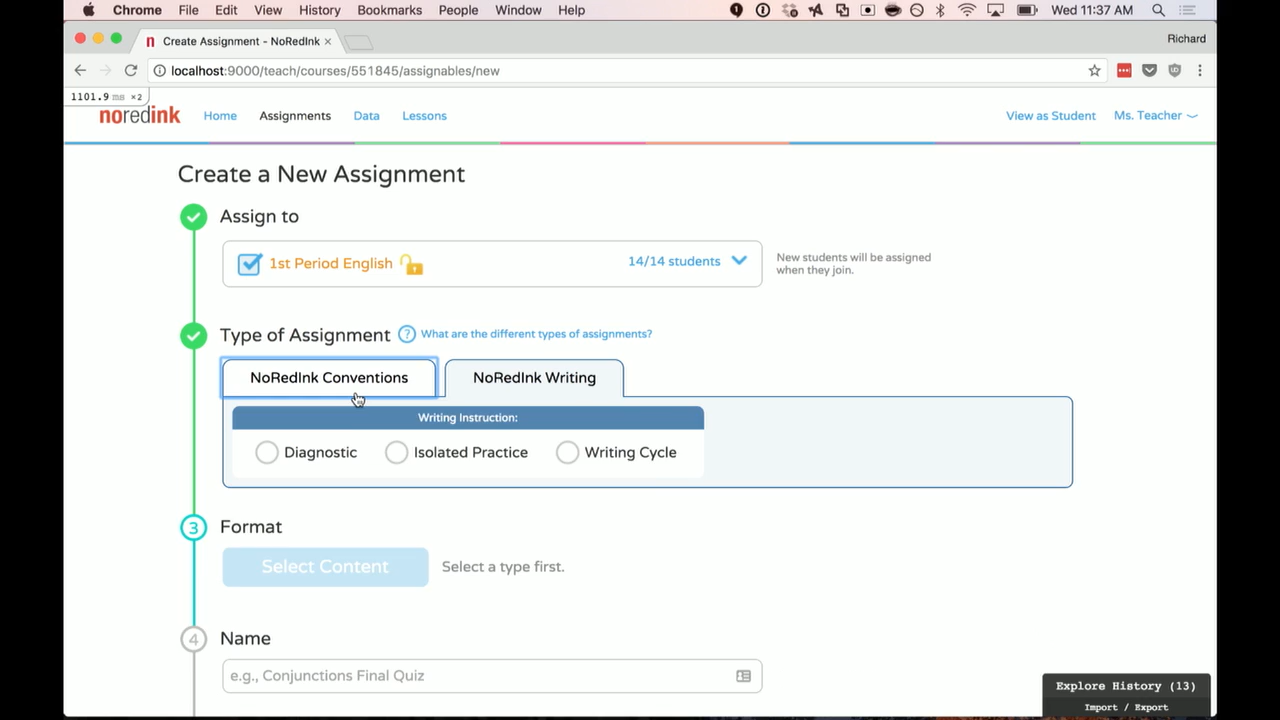 Chrome File Edit View History Bookmarks People Window Help Wed 11:37 AM
Create Assignment - NoRedInk × Richard
localhost:9000/teach/courses/551845/assignables/new
1101.9 ms ×2
noredink Home Assignments Data Lessons View as Student Ms. Teacher
Create a New Assignment
Assign to
1st Period English 14/14 students
New students will be assigned
when they join.
Type of Assignment ? What are the different types of assignments?
NoRedInk Conventions NoRedInk Writing
Writing Instruction:
Diagnostic Isolated Practice Writing Cycle
3 Format
Select Content Select a type first.
4 Name
e.g., Conjunctions Final Quiz
Explore History (13)
Import / Export